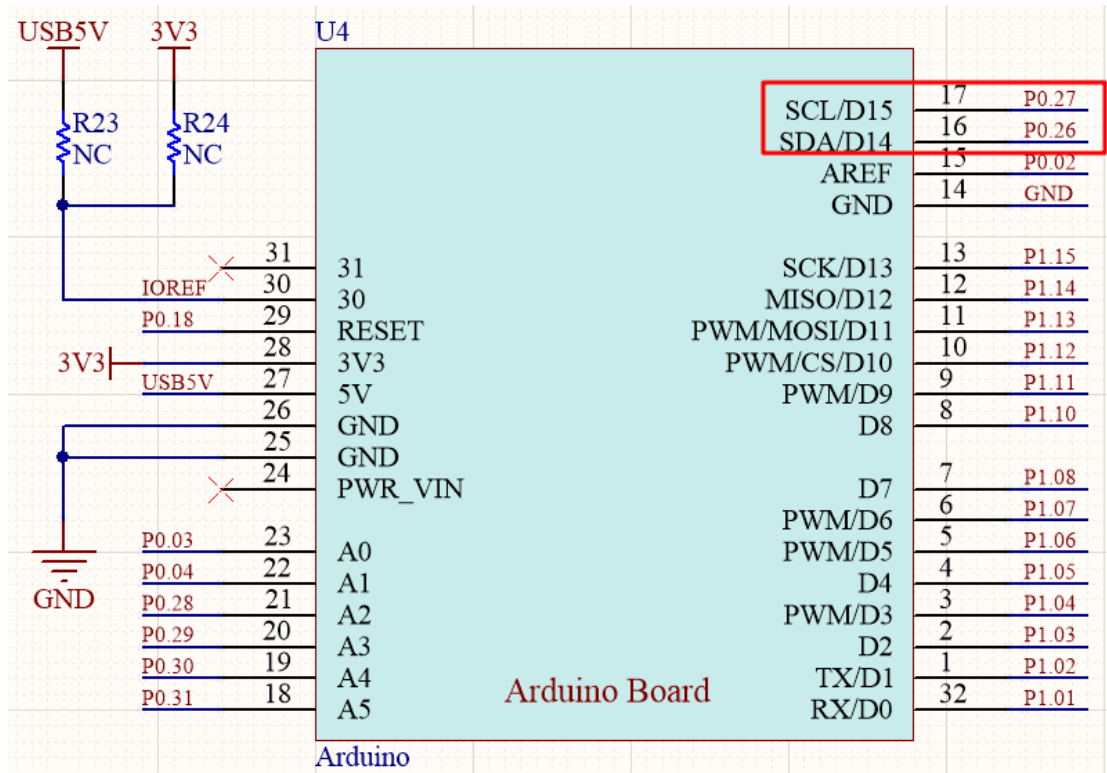 USB5V 3V3 U4
R23 R24
NC NC
SCL/D15 17 P0.27
SDA/D14 16 P0.26
AREF 15 P0.02
GND 14 GND
31 31 SCK/D13 13 P1.15
IOREF 30 30 MISO/D12 12 P1.14
P0.18 29 RESET PWM/MOSI/D11 11 P1.13
3V3 28 3V3 PWM/CS/D10 10 P1.12
USB5V 27 5V PWM/D9 9 P1.11
26 GND D8 8 P1.10
25 GND
24 PWR_VIN D7 7 P1.08
PWM/D6 6 P1.07
P0.03 23 A0 PWM/D5 5 P1.06
P0.04 22 A1 D4 4 P1.05
GND
P0.28 21 A2 PWM/D3 3 P1.04
P0.29 20 A3 D2 2 P1.03
P0.30 19 A4 TX/D1 1 P1.02
P0.31 18 A5 Arduino Board RX/D0 32 P1.01
Arduino